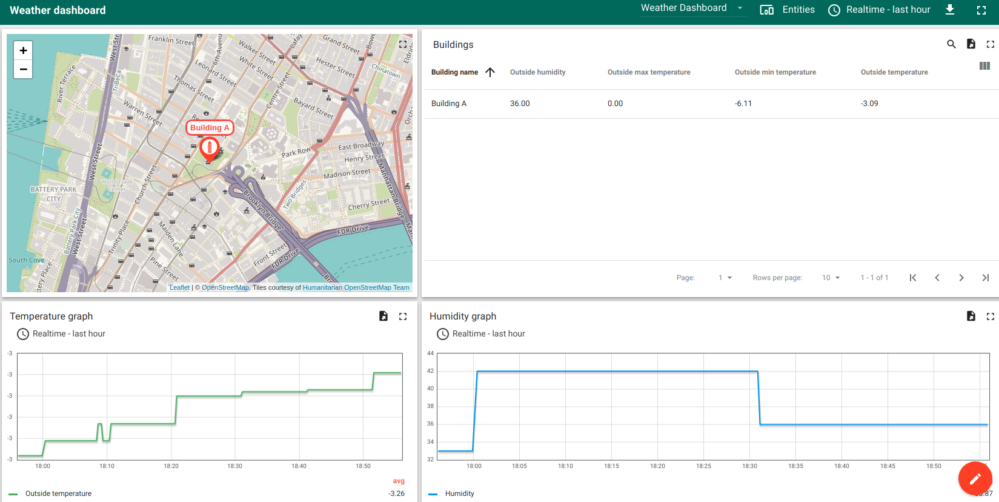 Weather dashboard
Weather Dashboard
Entities
Realtime - last hour
+
−
Franklin Street
West Str
6th Avenue
Walker Street
White Street
Leonard Street
Thomas Street
Warren Street
River Terrace
TriBeCa
Centre Street
Grand Street
Hester Street
Chinatown
Bayard Street
Building A
Park Row
East Broadway
Henry Street
Madison Street
Manhattan Bridge
Two Bridges
Cherry Street
West Street
World Trade
Center
Church Street
BATTERY PARK
CITY
Battery Park City
West Street
Trinity Place
Maiden Lane
Pine Street
Brooklyn Bridge
Front Street
FDR Drive
FDR Drive
South Cove
Leaflet | © OpenStreetMap, Tiles courtesy of Humanitarian OpenStreetMap Team
Buildings
Building name
Outside humidity
Outside max temperature
Outside min temperature
Outside temperature
Building A
36.00
0.00
-6.11
-3.09
Page:
1
Rows per page:
10
1 - 1 of 1
Temperature graph
Realtime - last hour
-3
-3
-3
-3
-3
-3
18:00
18:10
18:20
18:30
18:40
18:50
avg
Outside temperature
-3.26
Humidity graph
Realtime - last hour
44
42
40
38
36
34
32
18:00
18:05
18:10
18:15
18:20
18:25
18:30
18:35
18:40
18:45
18:50
Humidity